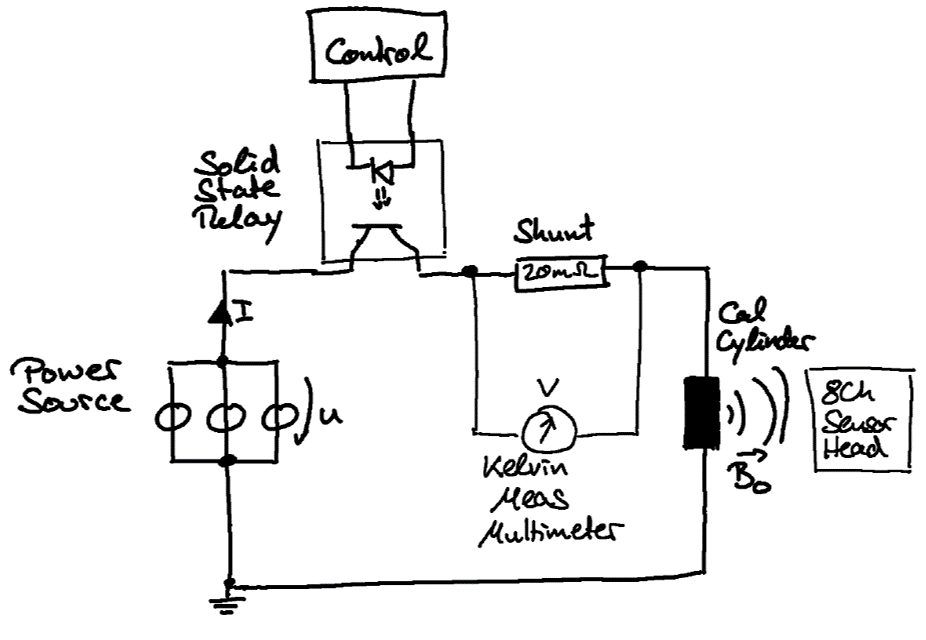 Control
Solid
State
Relay
Shunt
20mΩ
I
Cal
Cylinder
Power
Source
u
V
8Ch
Sensor
Head
B₀
Kelvin
Meas
Multimeter